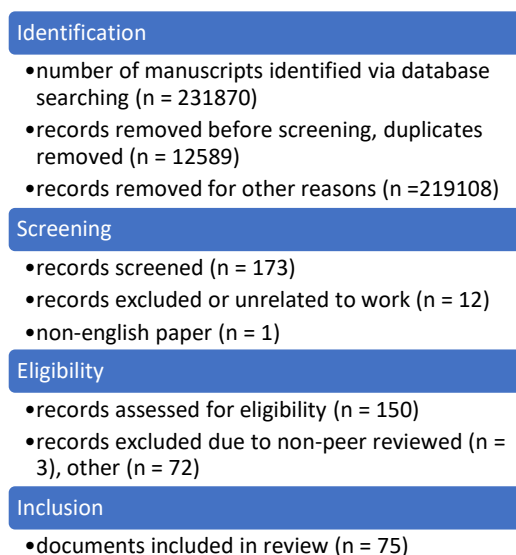 Identification
•number of manuscripts identified via database
searching (n = 231870)
•records removed before screening, duplicates
removed (n = 12589)
•records removed for other reasons (n =219108)
Screening
•records screened (n = 173)
•records excluded or unrelated to work (n = 12)
•non-english paper (n = 1)
Eligibility
•records assessed for eligibility (n = 150)
•records excluded due to non-peer reviewed (n =
3), other (n = 72)
Inclusion
•documents included in review (n = 75)